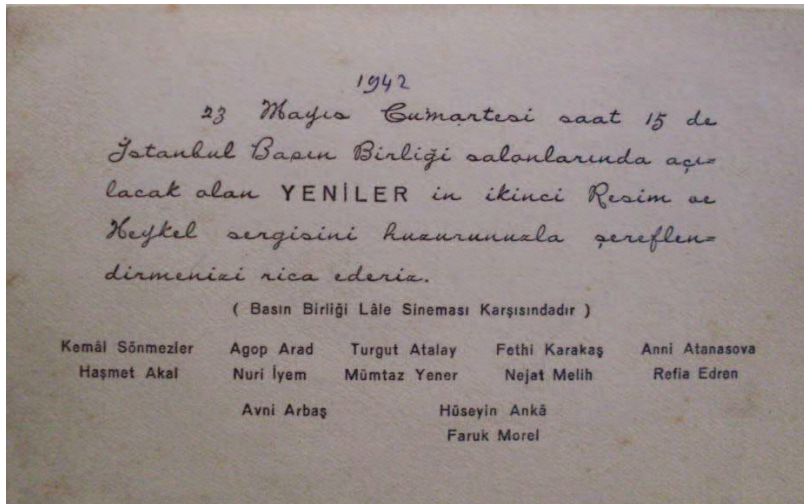 1942
23 Mayıs Cumartesi saat 15 de
İstanbul Basın Birliği salonlarında açı=
lacak olan YENİLER in ikinci Resim ve
Heykel sergisini huzurunuzla şereflen=
dirmenizi rica ederiz.
( Basın Birliği Lâle Sineması Karşısındadır )
Kemâl Sönmezler Agop Arad Turgut Atalay Fethi Karakaş Anni Atanasova
Haşmet Akal Nuri İyem Mümtaz Yener Nejat Melih Refia Edren
Avni Arbaş Hüseyin Ankâ
Faruk Morel